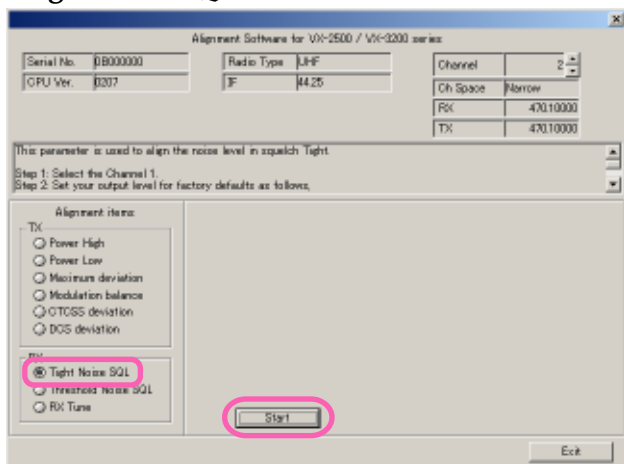 Alignment Software for VX-2500 / VX-3200 series
Serial No. 0B000000
Radio Type UHF
Channel 2
CPU Ver. 0207
IF 44.25
Ch Space Narrow
RX 470.10000
TX 470.10000
This parameter is used to align the noise level in squelch Tight.
Step 1: Select the Channel 1.
Step 2: Set your output level for factory defaults as follows,
Alignment items:
TX
Power High
Power Low
Maximum deviation
Modulation balance
CTCSS deviation
DCS deviation
RX
Tight Noise SQL
Threshold Noise SQL
RX Tune
Start
Exit